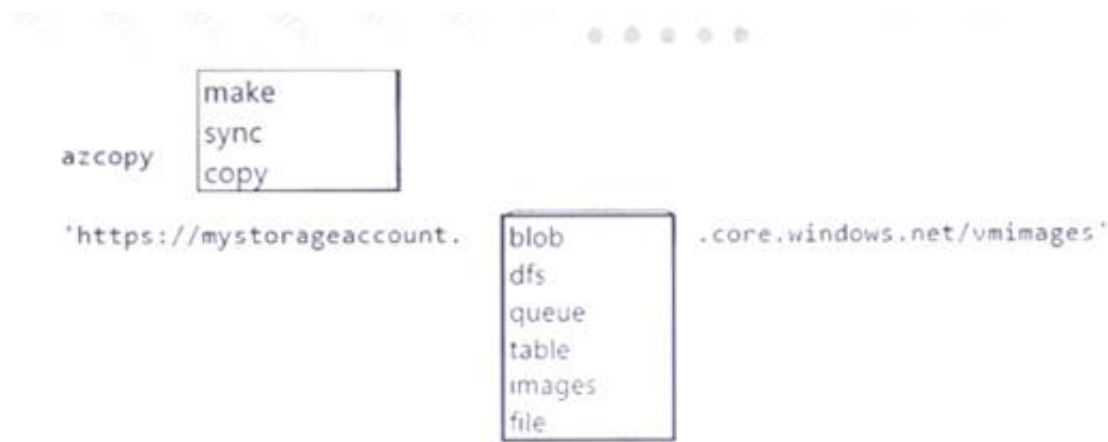 make
sync
azcopy
copy
'https://mystorageaccount.
blob
.core.windows.net/vmimages'
dfs
queue
table
images
file